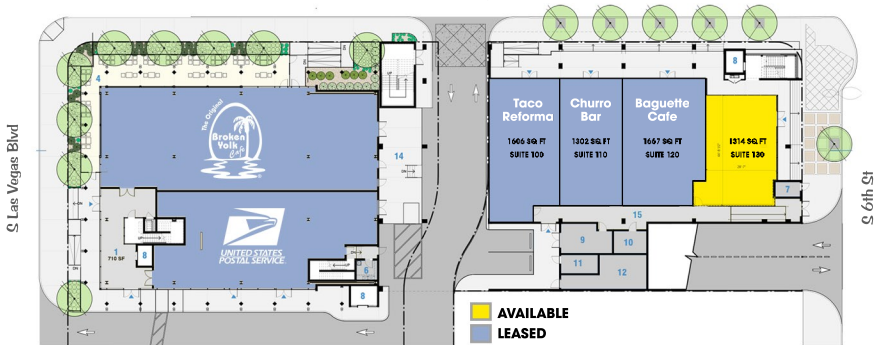 S Las Vegas Blvd
4
The Original
Broken
Yolk
Cafe
UNITED STATES
POSTAL SERVICE
1
710 SF
8
6
8
14
UP
DN
Taco
Reforma
1606 SQ.FT
SUITE 100
Churro
Bar
1302 SQ.FT
SUITE 110
Baguette
Cafe
1667 SQ.FT
SUITE 120
1314 SQ.FT
SUITE 130
8
7
15
9
10
11
12
S 6th St
AVAILABLE
LEASED